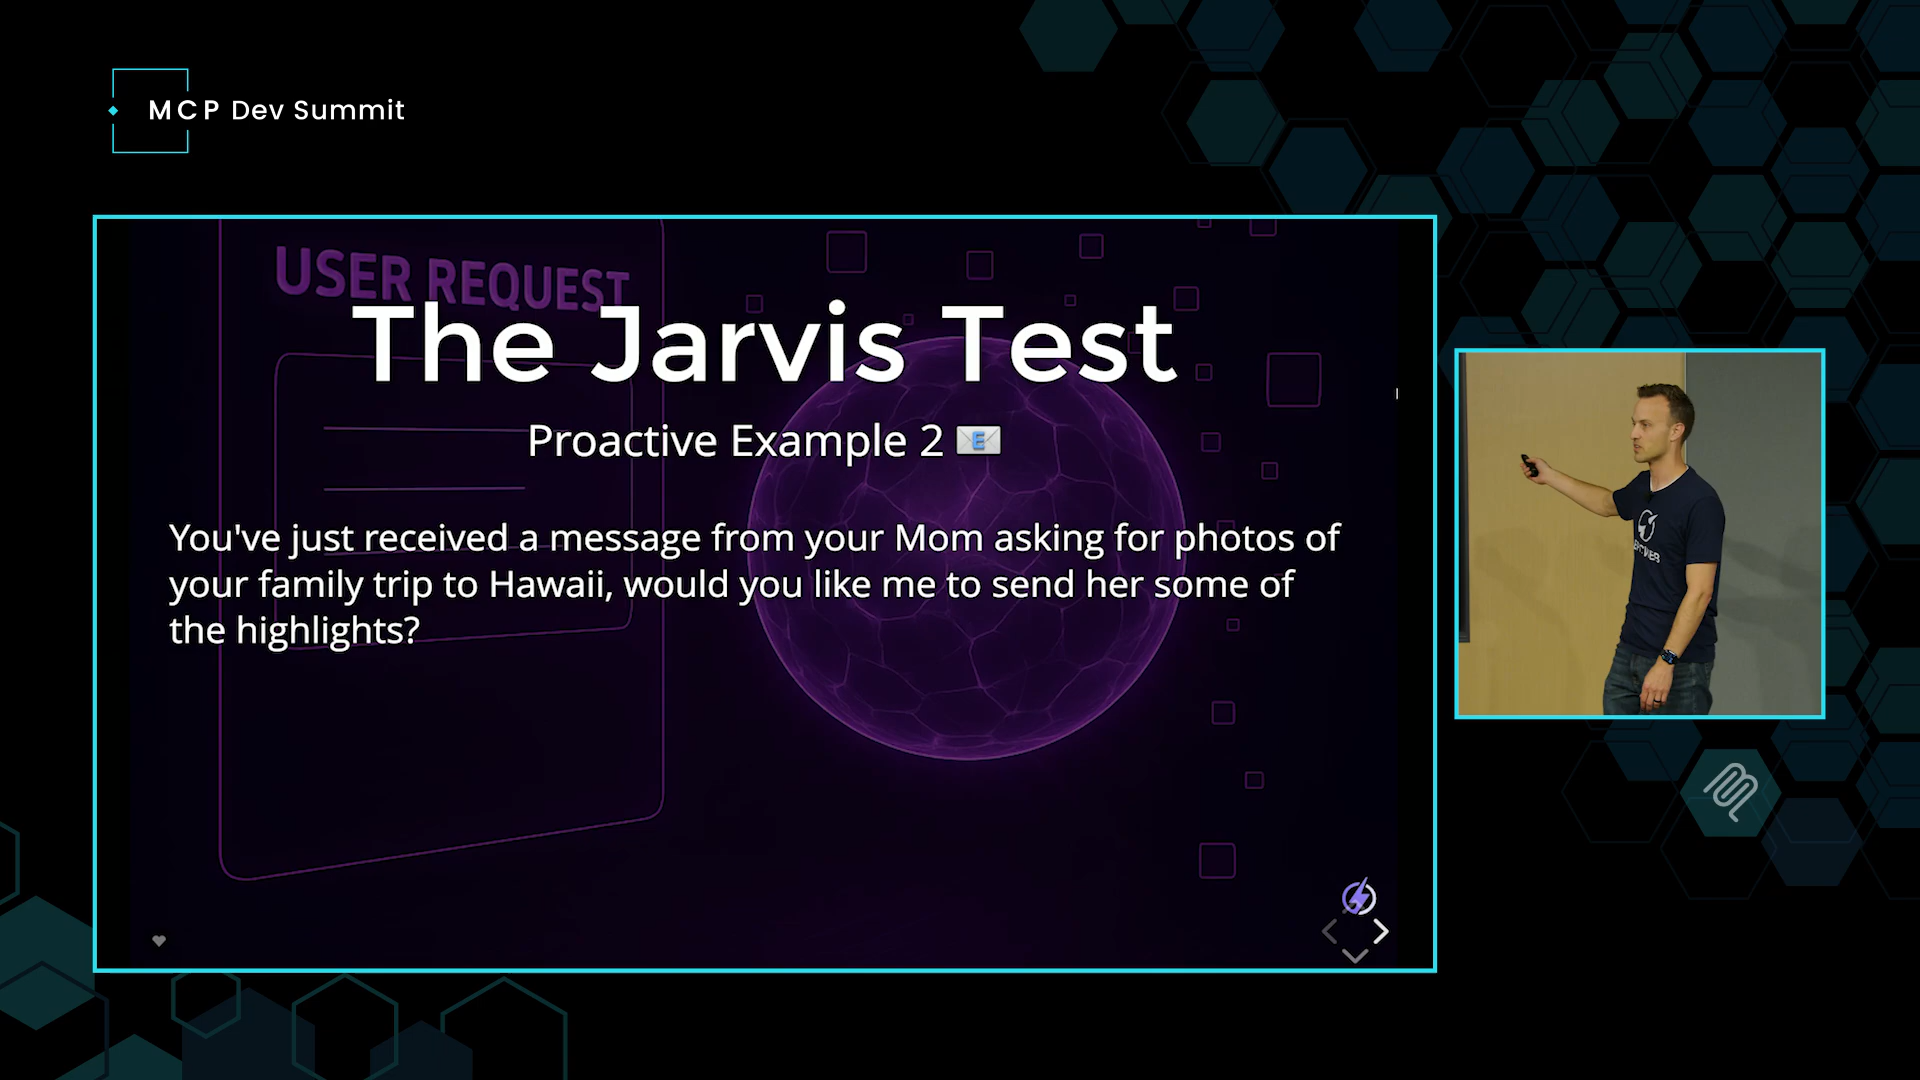 MCP Dev Summit
USER REQUEST
The Jarvis Test
Proactive Example 2
You've just received a message from your Mom asking for photos of
your family trip to Hawaii, would you like me to send her some of
the highlights?